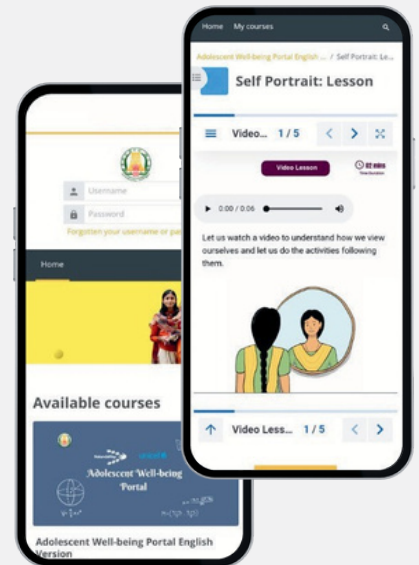 Home My courses
Adolescent Well-being Portal English ... / Self Portrait: Le...
Self Portrait: Lesson
Video... 1 / 5
Video Lesson
02 mins
0:00 / 0:06
Let us watch a video to understand how we view
ourselves and let us do the activities following
them.
Video Less... 1 / 5
Username
Password
Forgotten your username or pas
Home
Available courses
unicef
Adolescent Well-being
Portal
Adolescent Well-being Portal English
Version